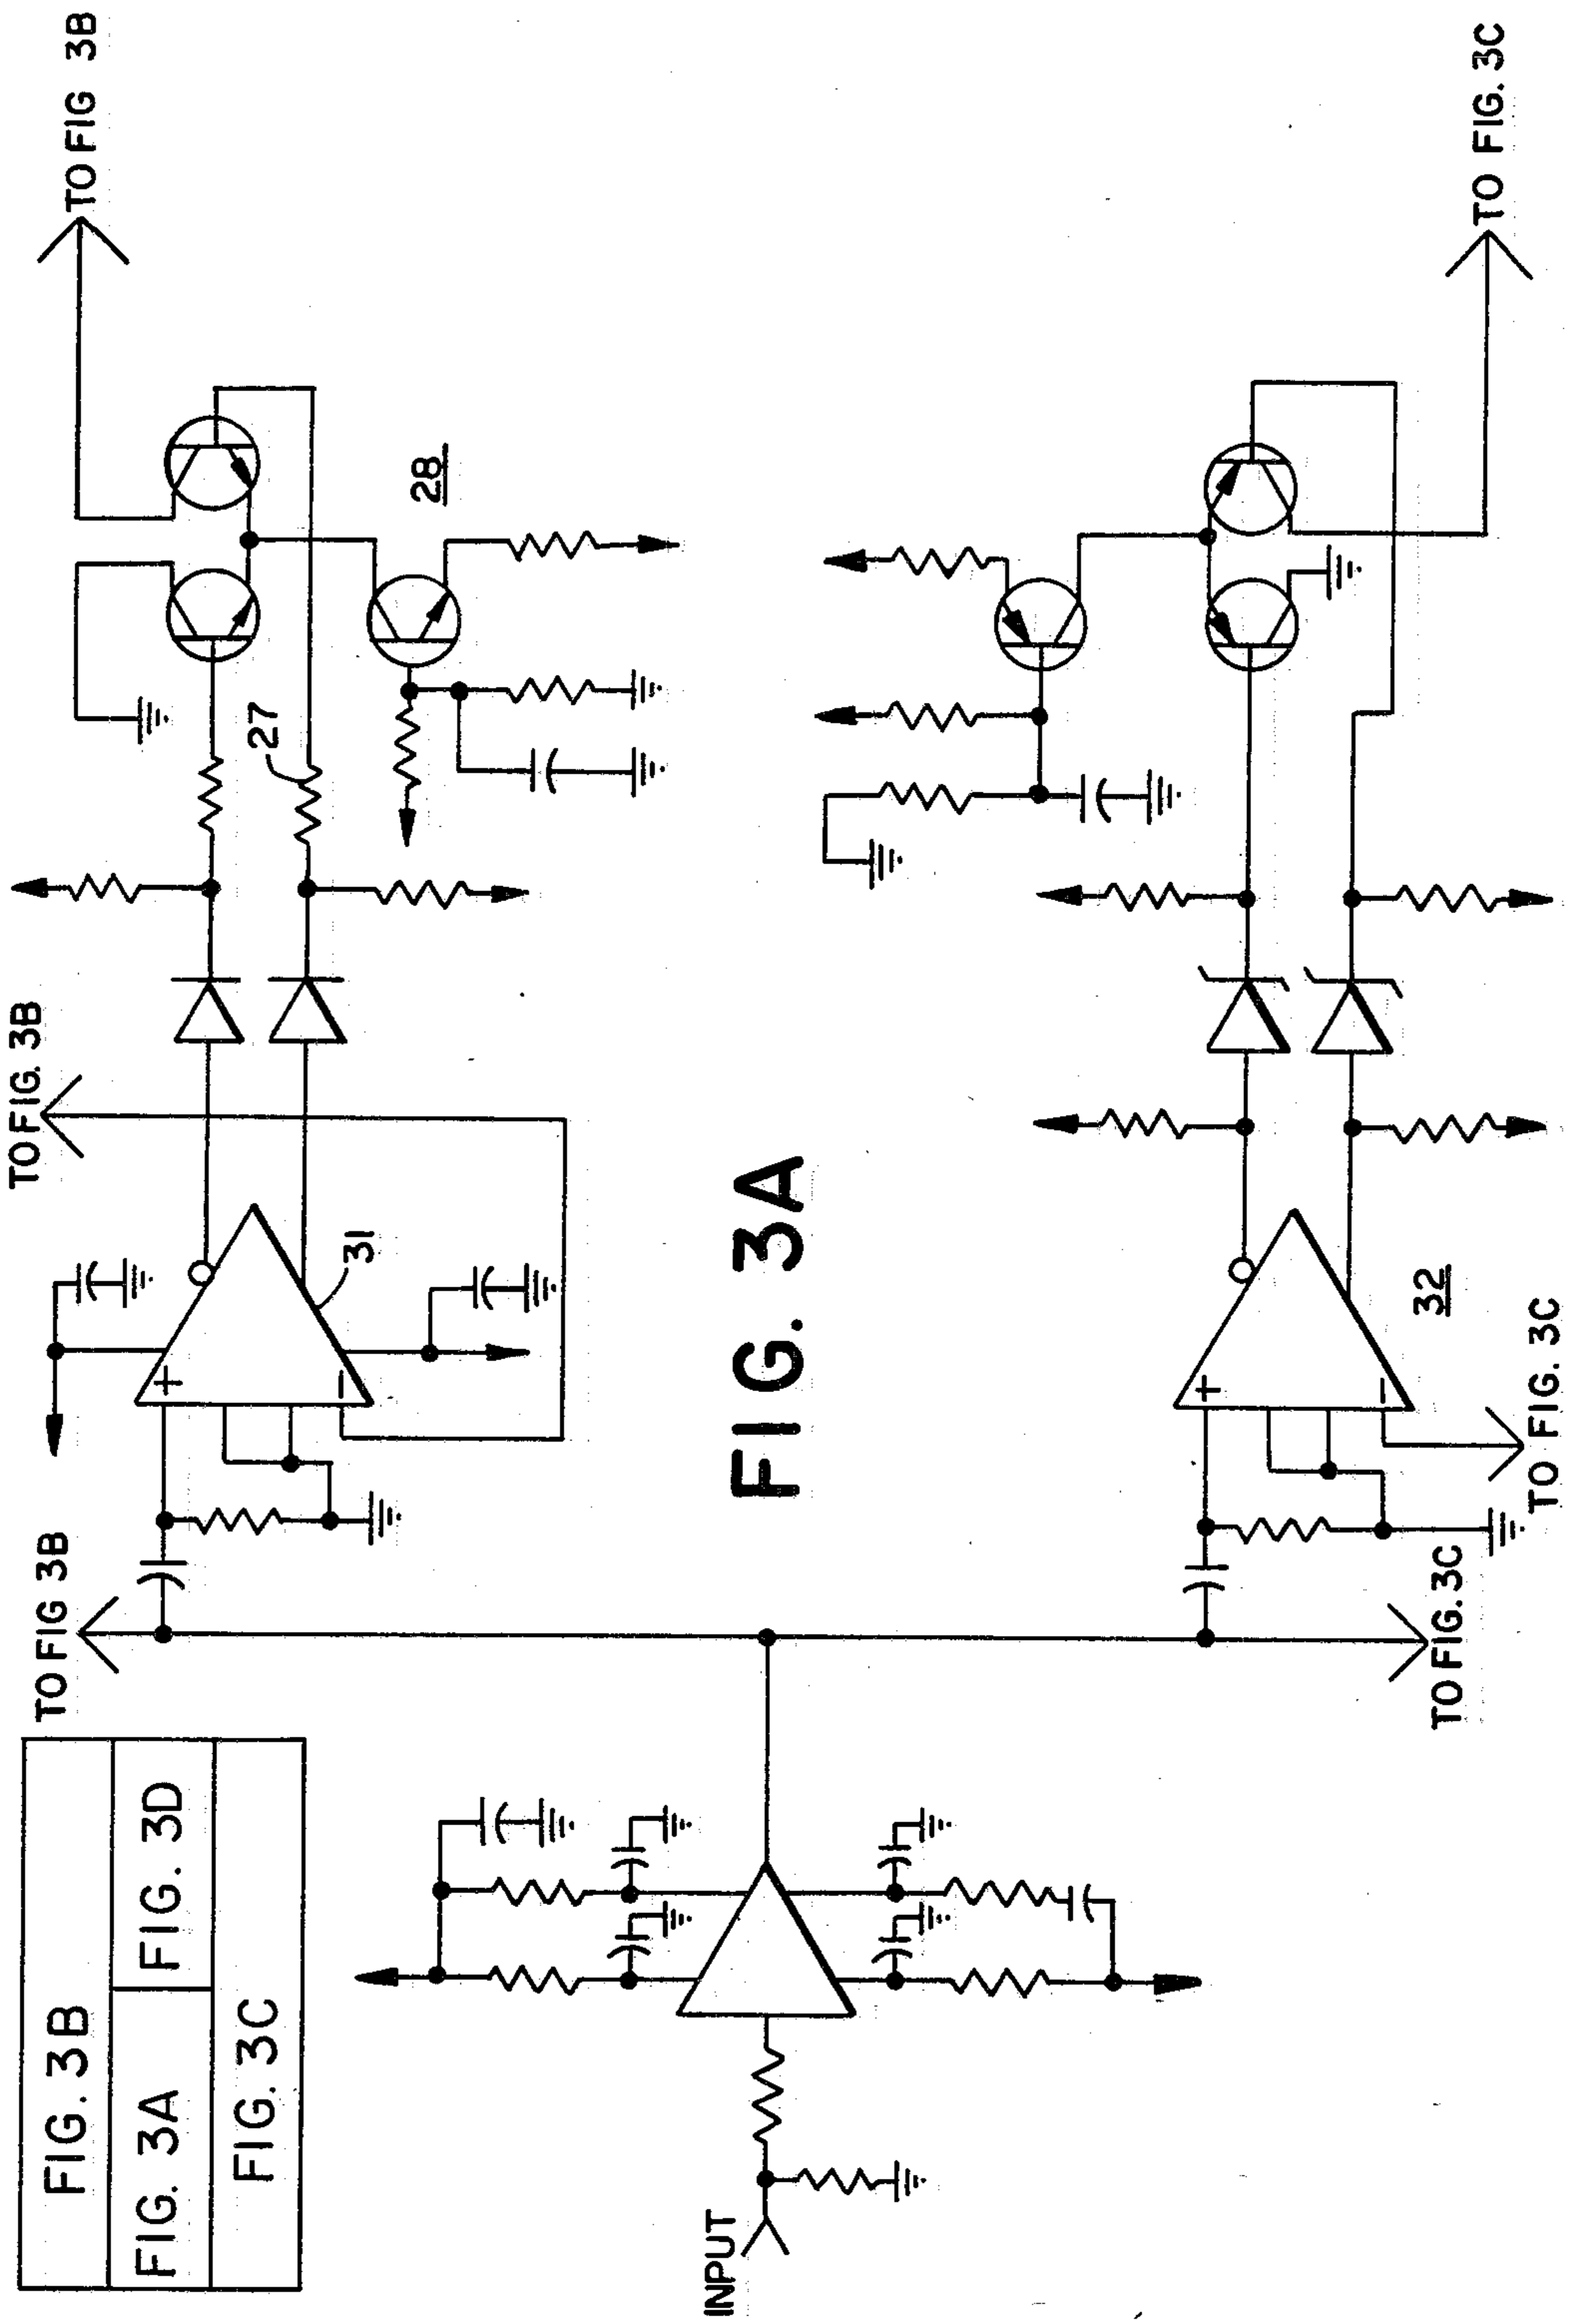 FIG. 3B
FIG. 3A
FIG. 3D
FIG. 3C
TO FIG 3B
TO FIG. 3B
TO FIG 3B
+
−
31
27
28
INPUT
FIG. 3A
+
−
32
TO FIG.3C
TO FIG. 3C
TO FIG. 3C